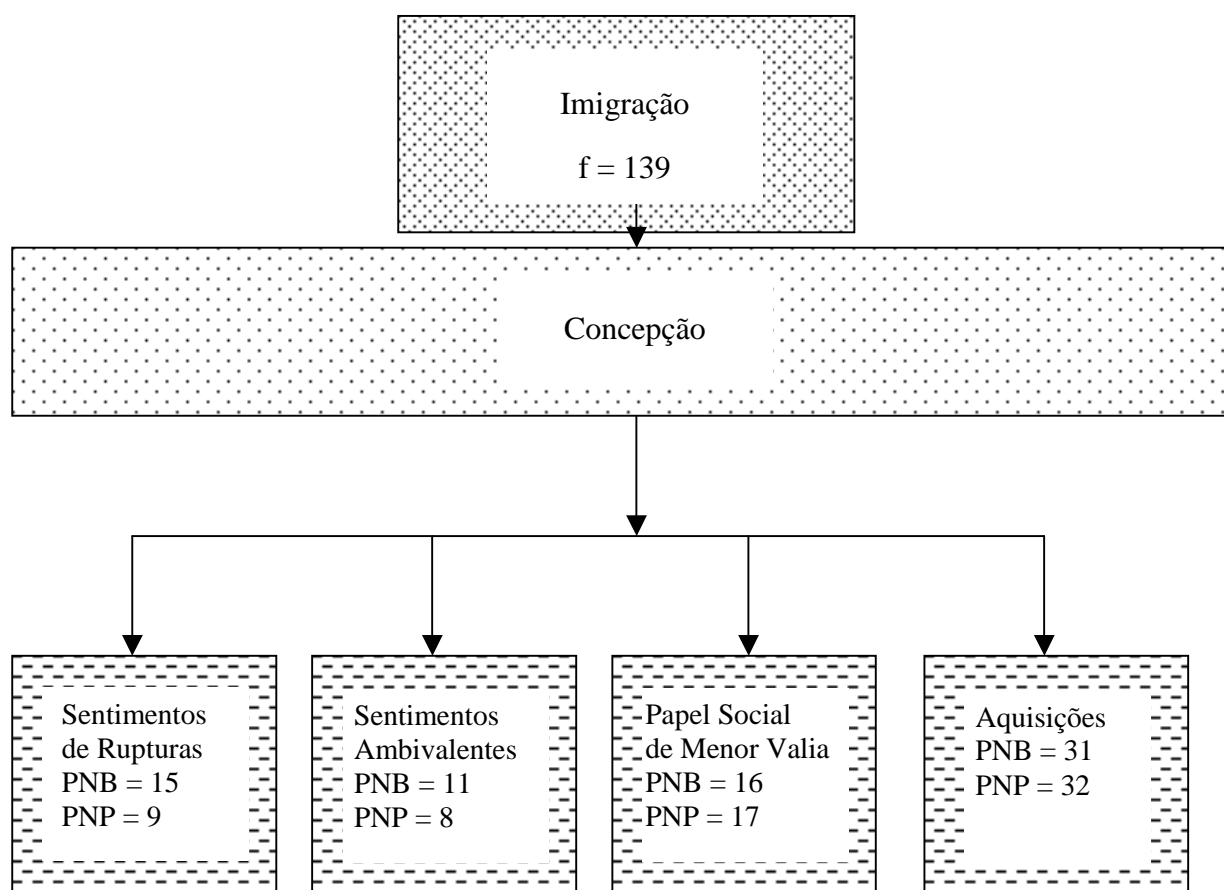 Imigração
f = 139
Concepção
Sentimentos
de Rupturas
PNB = 15
PNP = 9
Sentimentos
Ambivalentes
PNB = 11
PNP = 8
Papel Social
de Menor Valia
PNB = 16
PNP = 17
Aquisições
PNB = 31
PNP = 32